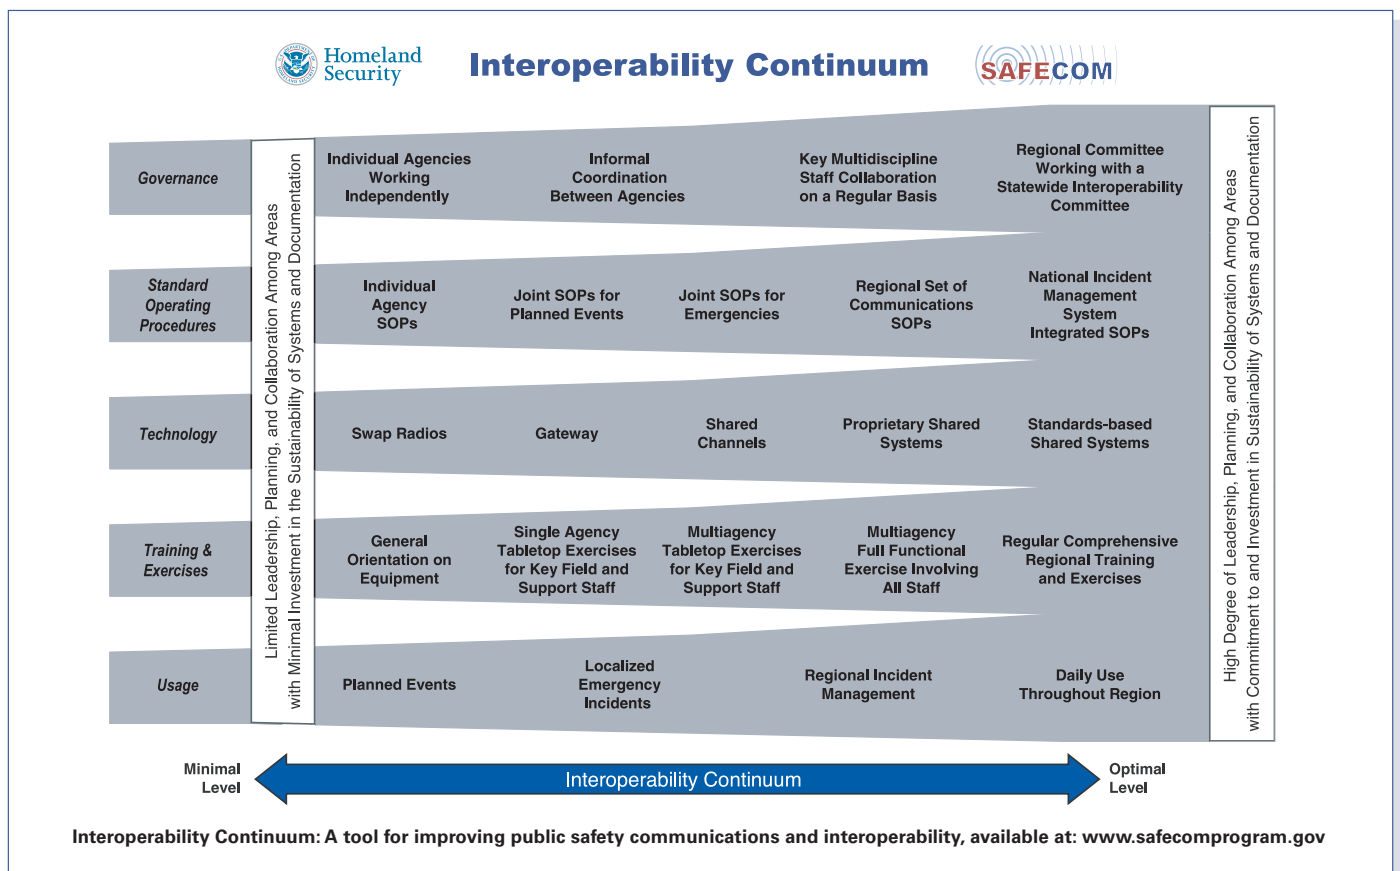 Homeland
Security
Interoperability Continuum
SAFECOM
Limited Leadership, Planning, and Collaboration Among Areas
with Minimal Investment in the Sustainability of Systems and Documentation
Governance
Individual Agencies
Working
Independently
Informal
Coordination
Between Agencies
Key Multidiscipline
Staff Collaboration
on a Regular Basis
Regional Committee
Working with a
Statewide Interoperability
Committee
Standard
Operating
Procedures
Individual
Agency
SOPs
Joint SOPs for
Planned Events
Joint SOPs for
Emergencies
Regional Set of
Communications
SOPs
National Incident
Management
System
Integrated SOPs
Technology
Swap Radios
Gateway
Shared
Channels
Proprietary Shared
Systems
Standards-based
Shared Systems
Training &
Exercises
General
Orientation on
Equipment
Single Agency
Tabletop Exercises
for Key Field and
Support Staff
Multiagency
Tabletop Exercises
for Key Field and
Support Staff
Multiagency
Full Functional
Exercise Involving
All Staff
Regular Comprehensive
Regional Training
and Exercises
Usage
Planned Events
Localized
Emergency
Incidents
Regional Incident
Management
Daily Use
Throughout Region
High Degree of Leadership, Planning, and Collaboration Among Areas
with Commitment to and Investment in Sustainability of Systems and Documentation
Minimal
Level
Interoperability Continuum
Optimal
Level
Interoperability Continuum: A tool for improving public safety communications and interoperability, available at: www.safecomprogram.gov